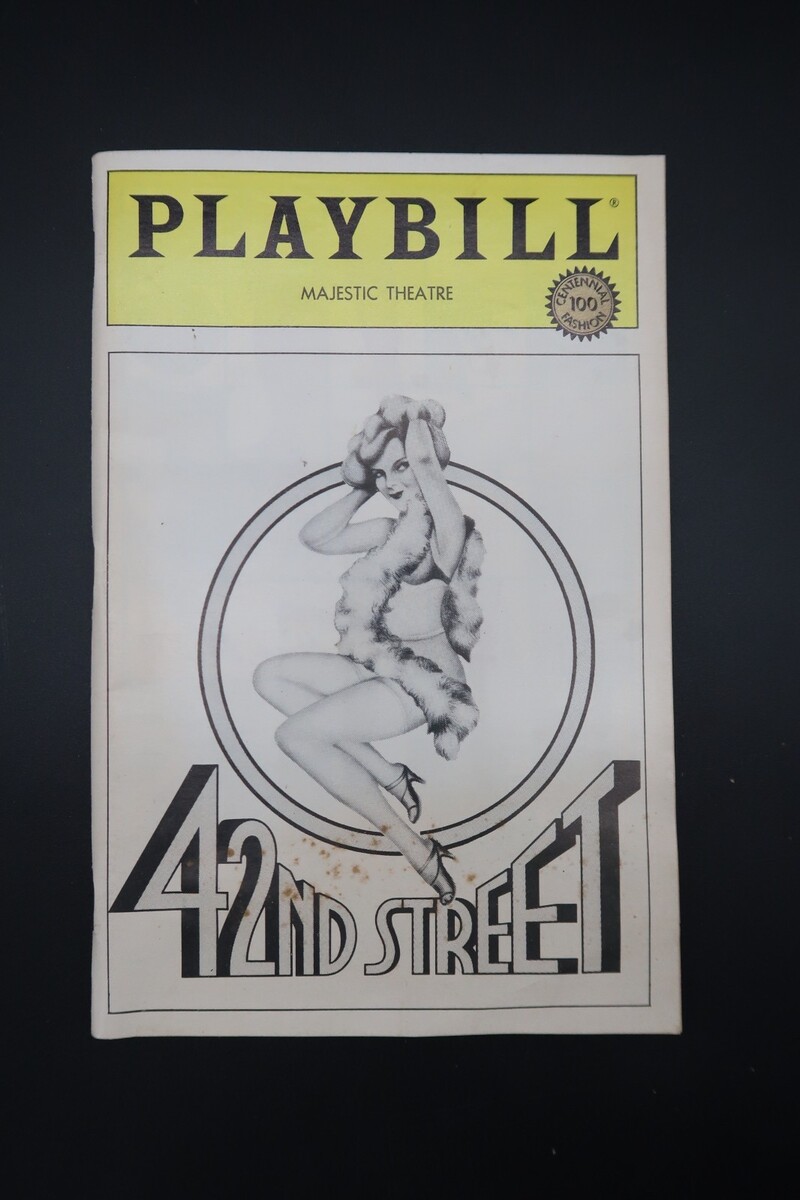 PLAYBILL®
MAJESTIC THEATRE
CENTENNIAL
100
FASHION
42ND STREET